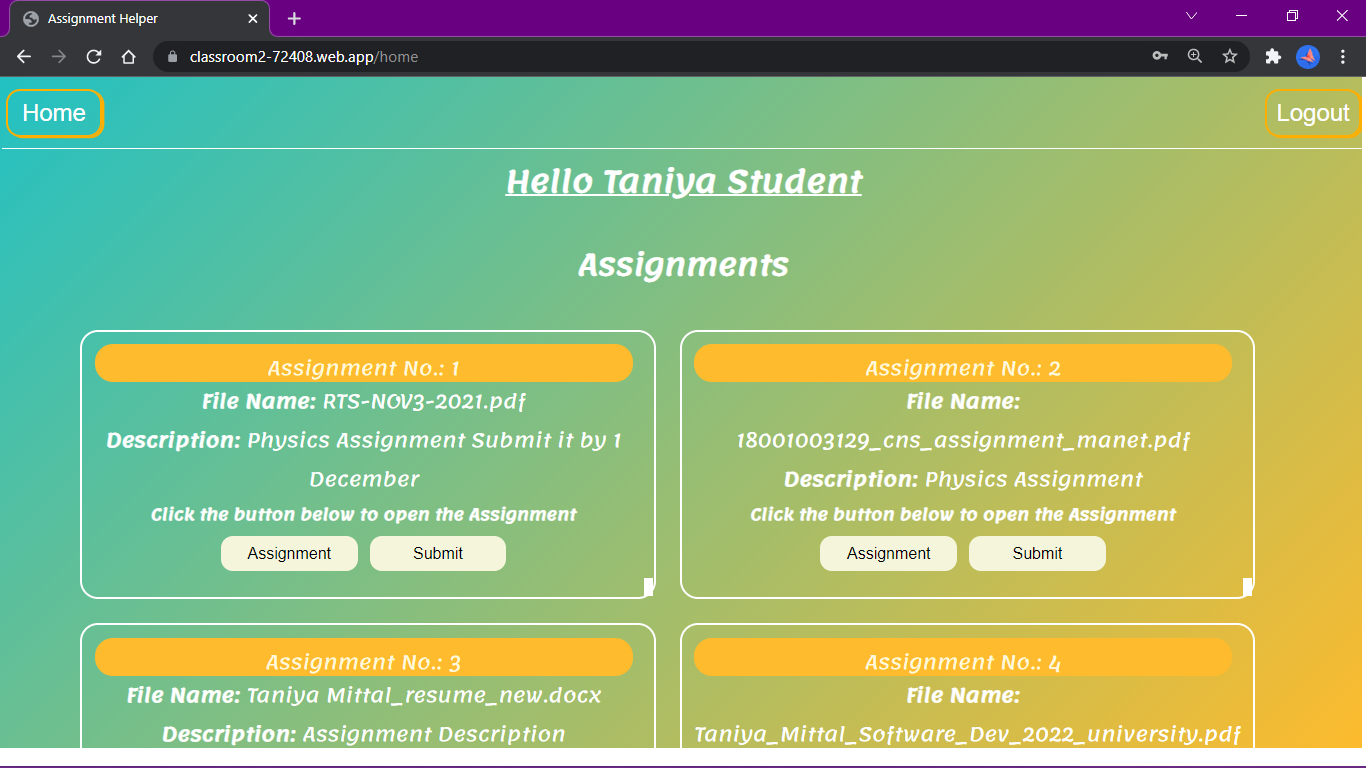 Assignment Helper
classroom2-72408.web.app/home
Home
Logout
Hello Taniya Student
Assignments
Assignment No.: 1
File Name: RTS-NOV3-2021.pdf
Description: Physics Assignment Submit it by 1
December
Click the button below to open the Assignment
Assignment
Submit
Assignment No.: 2
File Name:
18001003129_cns_assignment_manet.pdf
Description: Physics Assignment
Click the button below to open the Assignment
Assignment
Submit
Assignment No.: 3
File Name: Taniya Mittal_resume_new.docx
Description: Assignment Description
Assignment No.: 4
File Name:
Taniya_Mittal_Software_Dev_2022_university.pdf